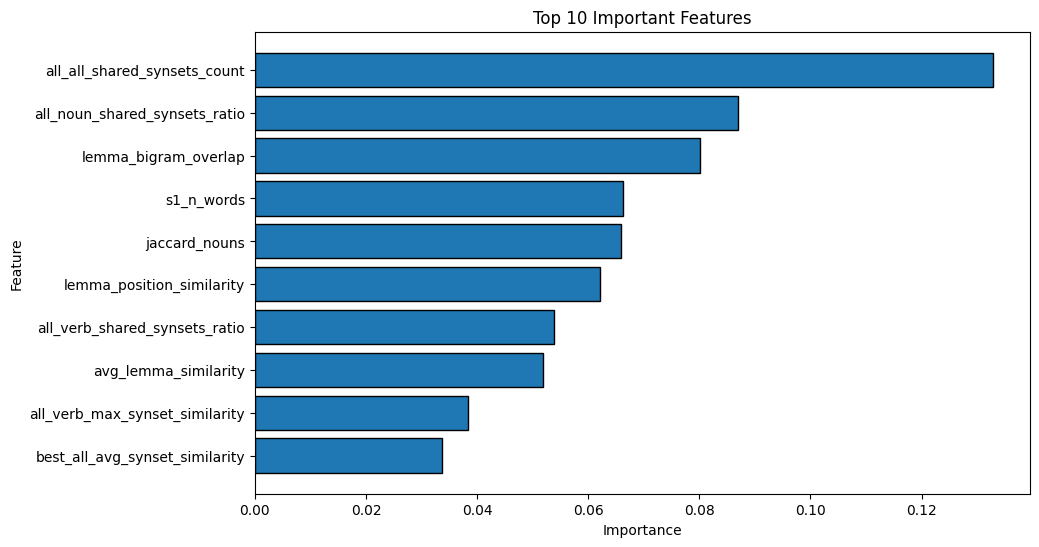 Top 10 Important Features
Feature
all_all_shared_synsets_count
all_noun_shared_synsets_ratio
lemma_bigram_overlap
s1_n_words
jaccard_nouns
lemma_position_similarity
all_verb_shared_synsets_ratio
avg_lemma_similarity
all_verb_max_synset_similarity
best_all_avg_synset_similarity
0.00 0.02 0.04 0.06 0.08 0.10 0.12
Importance